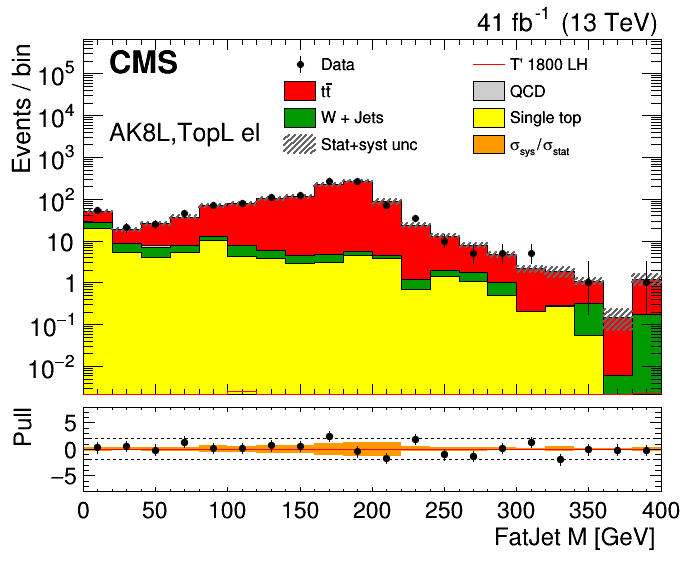 41 fb⁻¹ (13 TeV)
CMS
AK8L,TopL el
Data
T' 1800 LH
tt̄
QCD
W + Jets
Single top
Stat+syst unc
σsys/σstat
Events / bin
10⁵
10⁴
10³
10²
10
1
10⁻¹
10⁻²
Pull
5
0
−5
0 50 100 150 200 250 300 350 400
FatJet M [GeV]